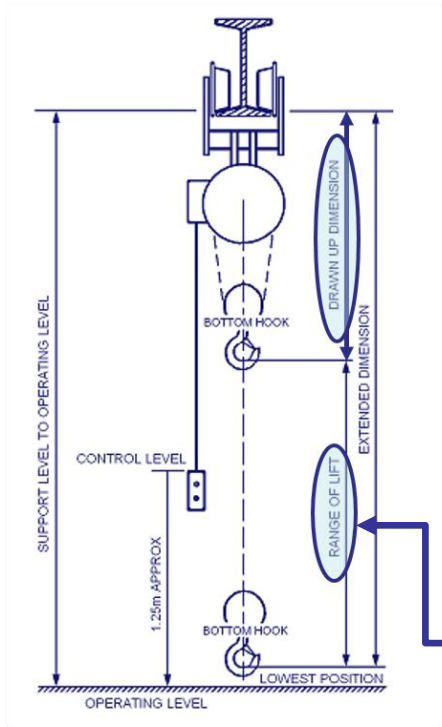 DRAWN UP DIMENSION
BOTTOM HOOK
EXTENDED DIMENSION
SUPPORT LEVEL TO OPERATING LEVEL
CONTROL LEVEL
RANGE OF LIFT
1.25m APPROX
BOTTOM HOOK
LOWEST POSITION
OPERATING LEVEL